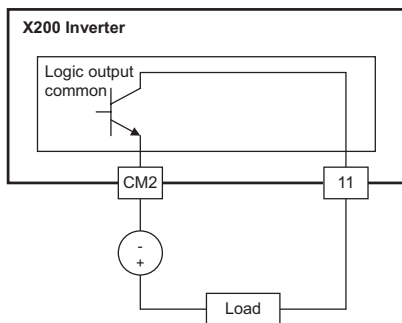 X200 Inverter
Logic output
common
CM2
11
-
+
Load